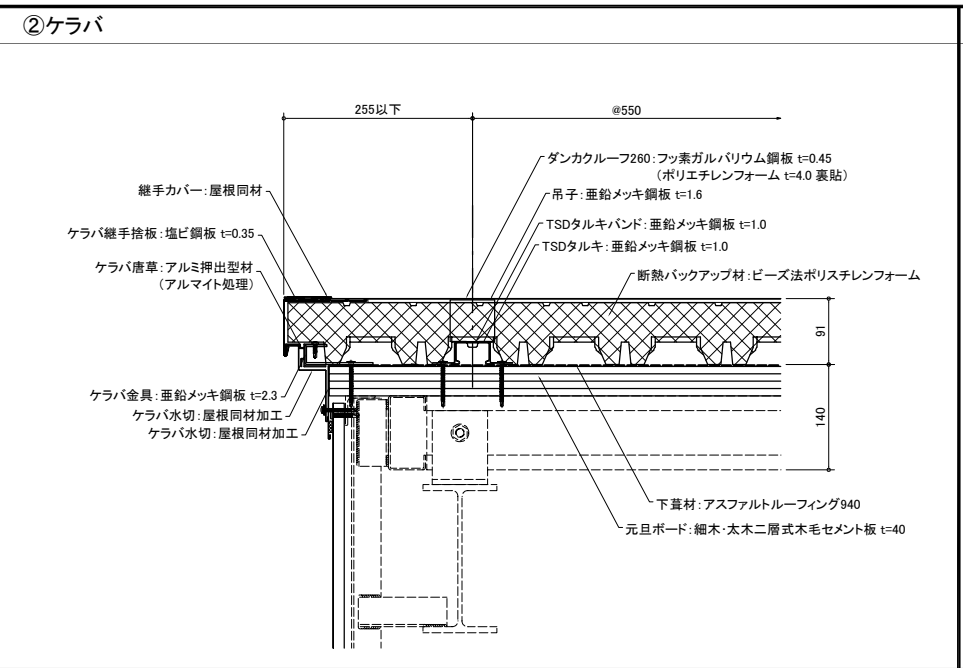 ②ケラバ
255以下
@550
ダンカクルーフ260：フッ素ガルバリウム鋼板 t=0.45
（ポリエチレンフォーム t=4.0 裏貼）
吊子：亜鉛メッキ鋼板 t=1.6
TSDタルキバンド：亜鉛メッキ鋼板 t=1.0
TSDタルキ：亜鉛メッキ鋼板 t=1.0
断熱バックアップ材：ビーズ法ポリスチレンフォーム
継手カバー：屋根同材
ケラバ継手捨板：塩ビ鋼板 t=0.35
ケラバ唐草：アルミ押出型材
（アルマイト処理）
91
140
ケラバ金具：亜鉛メッキ鋼板 t=2.3
ケラバ水切：屋根同材加工
ケラバ水切：屋根同材加工
下葺材：アスファルトルーフィング940
元旦ボード：細木・太木二層式木毛セメント板 t=40